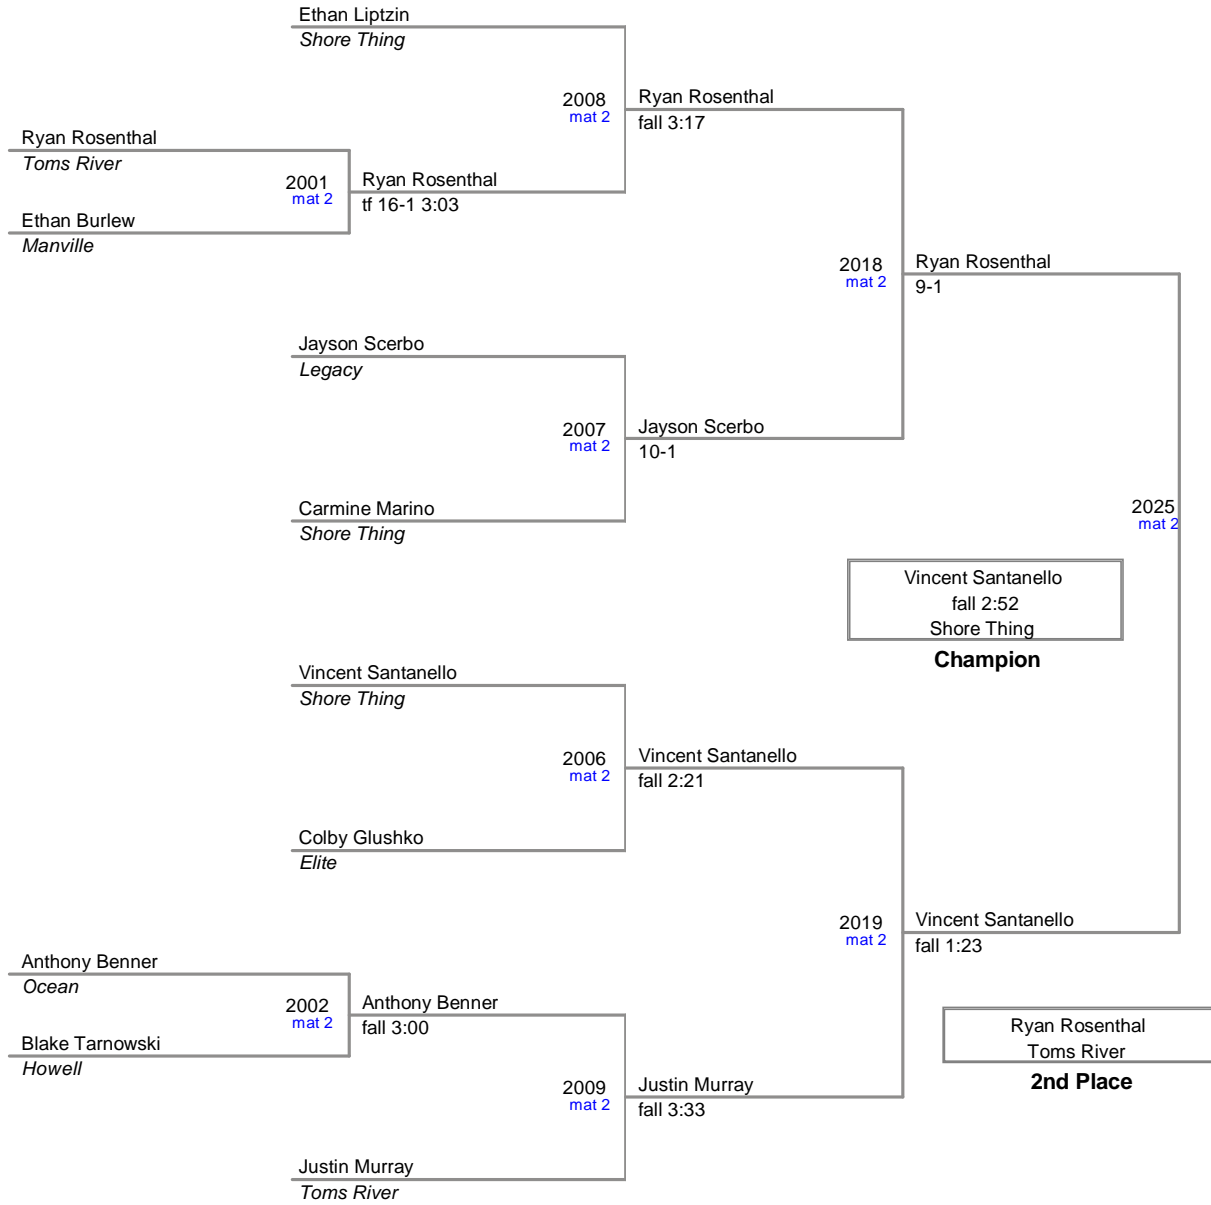 Ethan Liptzin
Shore Thing
2008
mat 2
Ryan Rosenthal
fall 3:17
Ryan Rosenthal
Toms River
2001
mat 2
Ryan Rosenthal
tf 16-1 3:03
Ethan Burlew
Manville
2018
mat 2
Ryan Rosenthal
9-1
Jayson Scerbo
Legacy
2007
mat 2
Jayson Scerbo
10-1
Carmine Marino
Shore Thing
2025
mat 2
Vincent Santanello
fall 2:52
Shore Thing
Champion
Vincent Santanello
Shore Thing
2006
mat 2
Vincent Santanello
fall 2:21
Colby Glushko
Elite
2019
mat 2
Vincent Santanello
fall 1:23
Anthony Benner
Ocean
2002
mat 2
Anthony Benner
fall 3:00
Blake Tarnowski
Howell
Ryan Rosenthal
Toms River
2nd Place
2009
mat 2
Justin Murray
fall 3:33
Justin Murray
Toms River